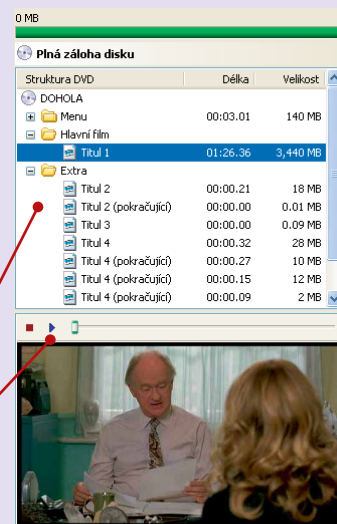 0 MB
Plná záloha disku
Struktura DVD Délka Velikost
DOHOLA
Menu 00:03.01 140 MB
Hlavní film
Titul 1 01:26.36 3,440 MB
Extra
Titul 2 00:00.21 18 MB
Titul 2 (pokračující) 00:00.00 0.01 MB
Titul 3 00:00.00 0.09 MB
Titul 4 00:00.32 28 MB
Titul 4 (pokračující) 00:00.27 10 MB
Titul 4 (pokračující) 00:00.15 12 MB
Titul 4 (pokračující) 00:00.09 2 MB